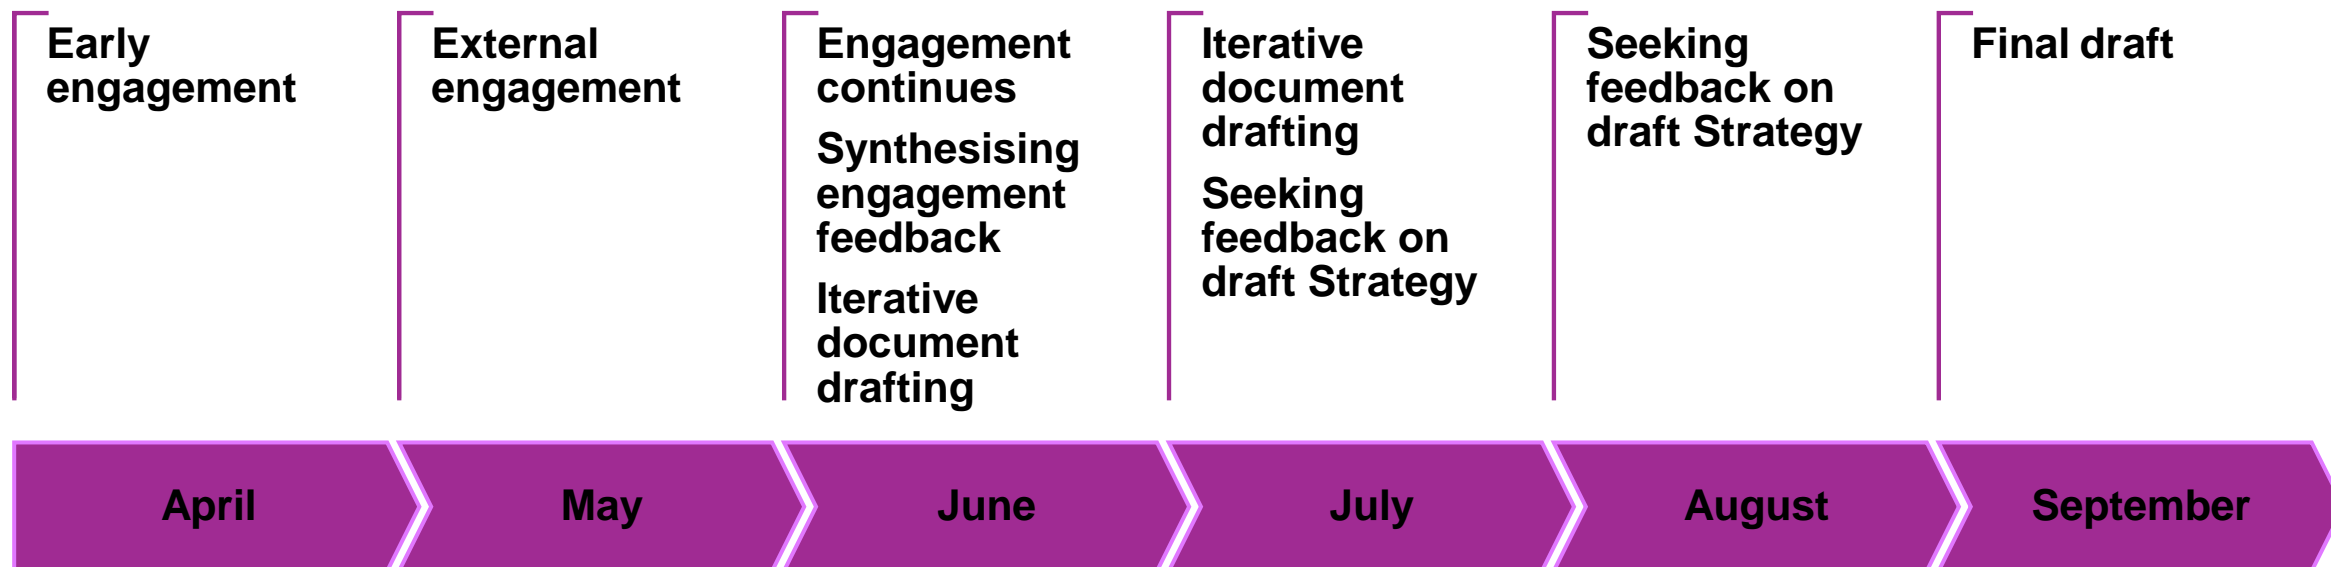 Early
engagement
External
engagement
Engagement
continues
Synthesising
engagement
feedback
Iterative
document
drafting
Iterative
document
drafting
Seeking
feedback on
draft Strategy
Seeking
feedback on
draft Strategy
Final draft
April
May
June
July
August
September